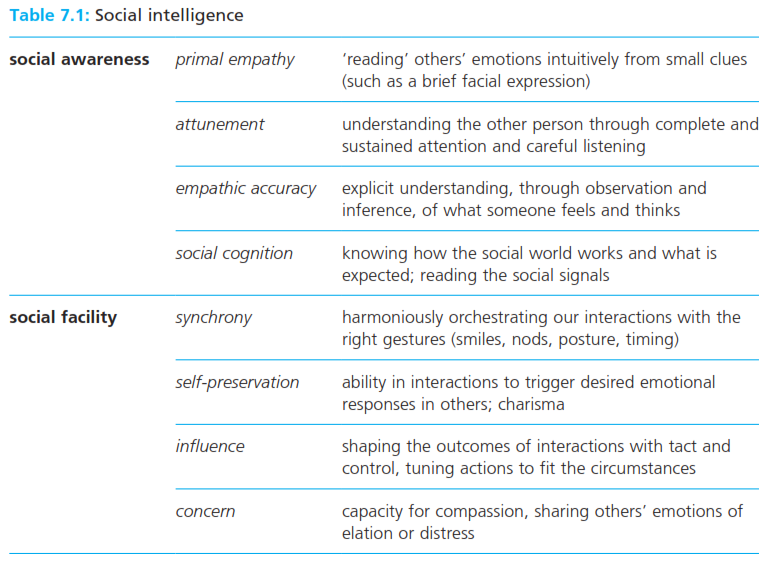 Table 7.1: Social intelligence
social awareness primal empathy ‘reading’ others’ emotions intuitively from small clues
(such as a brief facial expression)
attunement understanding the other person through complete and
sustained attention and careful listening
empathic accuracy explicit understanding, through observation and
inference, of what someone feels and thinks
social cognition knowing how the social world works and what is
expected; reading the social signals
social facility synchrony harmoniously orchestrating our interactions with the
right gestures (smiles, nods, posture, timing)
self-preservation ability in interactions to trigger desired emotional
responses in others; charisma
influence shaping the outcomes of interactions with tact and
control, tuning actions to fit the circumstances
concern capacity for compassion, sharing others’ emotions of
elation or distress